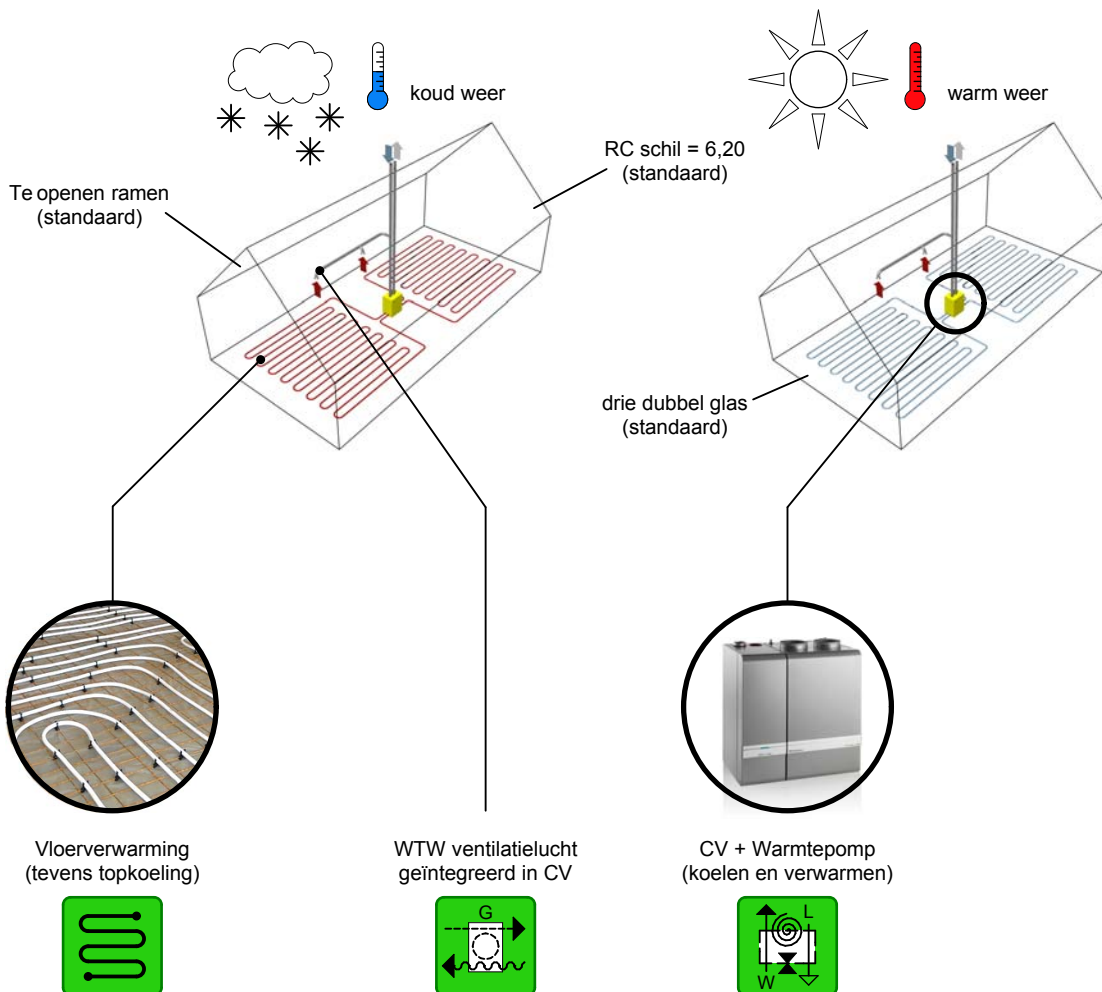 koud weer
warm weer
RC schil = 6,20
(standaard)
Te openen ramen
(standaard)
drie dubbel glas
(standaard)
Vloerverwarming
(tevens topkoeling)
WTW ventilatielucht
geïntegreerd in CV
CV + Warmtepomp
(koelen en verwarmen)
G
L
W